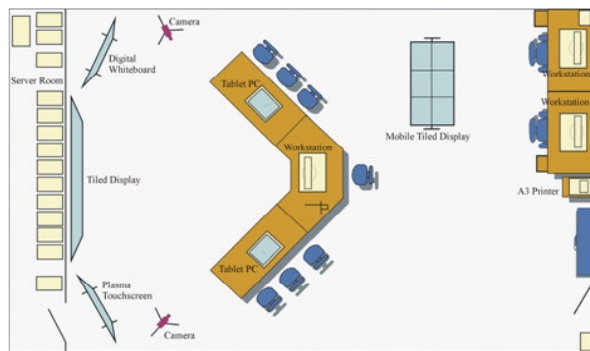 Camera
Digital
Whiteboard
Server Room
Tablet PC
Workstation
Workstation
Mobile Tiled Display
Workstation
Tiled Display
A3 Printer
Tablet PC
Plasma
Touchscreen
Camera